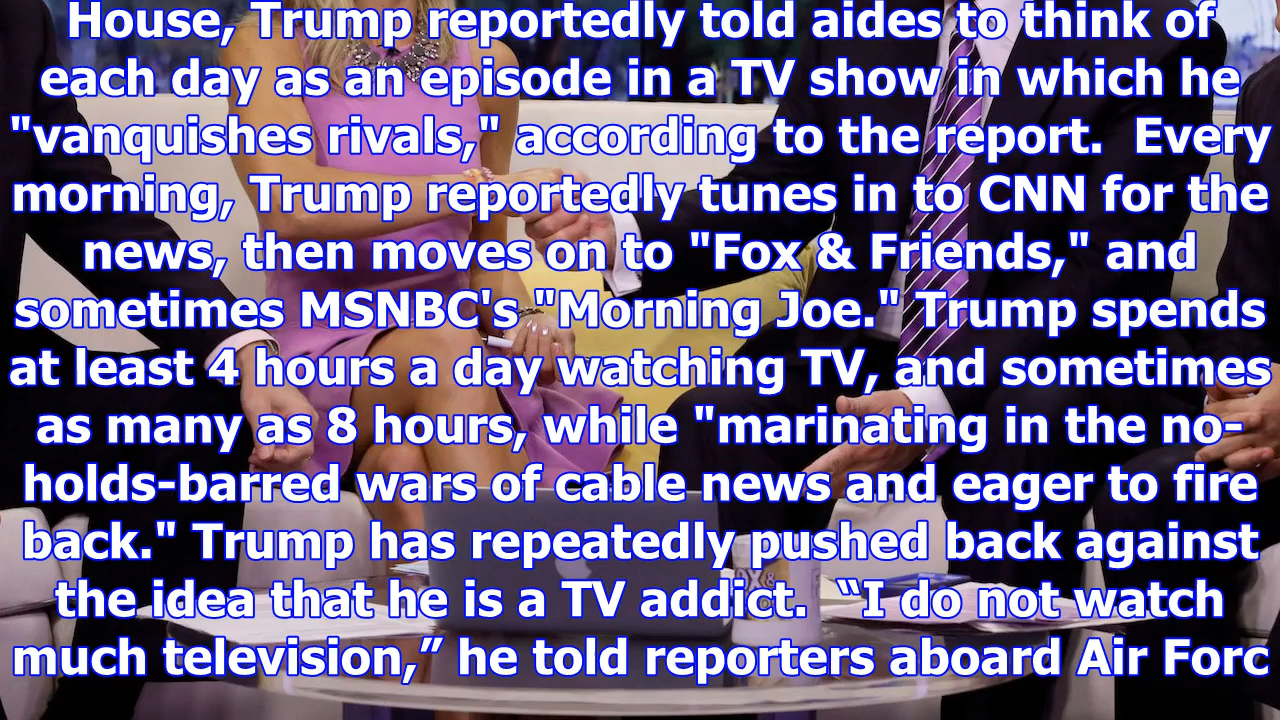 House, Trump reportedly told aides to think of
each day as an episode in a TV show in which he
"vanquishes rivals," according to the report.  Every
morning, Trump reportedly tunes in to CNN for the
news, then moves on to "Fox & Friends," and
sometimes MSNBC's "Morning Joe." Trump spends
at least 4 hours a day watching TV, and sometimes
as many as 8 hours, while "marinating in the no-
holds-barred wars of cable news and eager to fire
back." Trump has repeatedly pushed back against
the idea that he is a TV addict.  “I do not watch
much television,” he told reporters aboard Air Forc